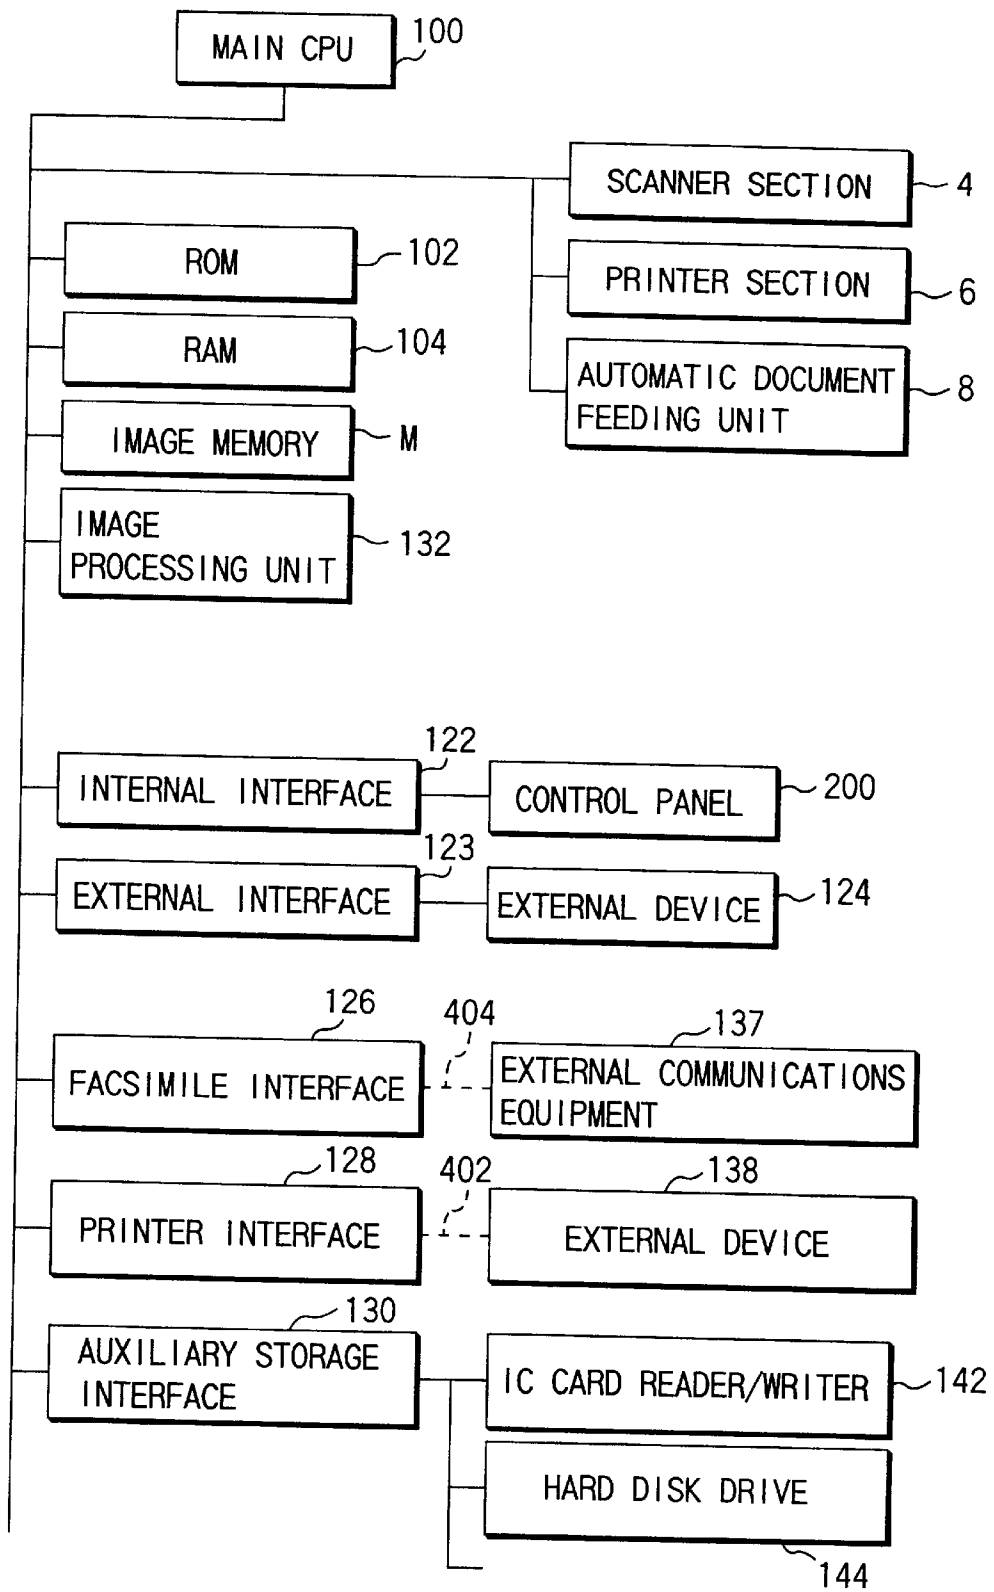 MAIN CPU
100
SCANNER SECTION
4
ROM
102
PRINTER SECTION
6
RAM
104
AUTOMATIC DOCUMENT
FEEDING UNIT
8
IMAGE MEMORY
M
IMAGE
PROCESSING UNIT
132
122
INTERNAL INTERFACE
CONTROL PANEL
200
123
EXTERNAL INTERFACE
EXTERNAL DEVICE
124
126
404
137
FACSIMILE INTERFACE
EXTERNAL COMMUNICATIONS
EQUIPMENT
128
402
138
PRINTER INTERFACE
EXTERNAL DEVICE
130
AUXILIARY STORAGE
INTERFACE
IC CARD READER/WRITER
142
HARD DISK DRIVE
144